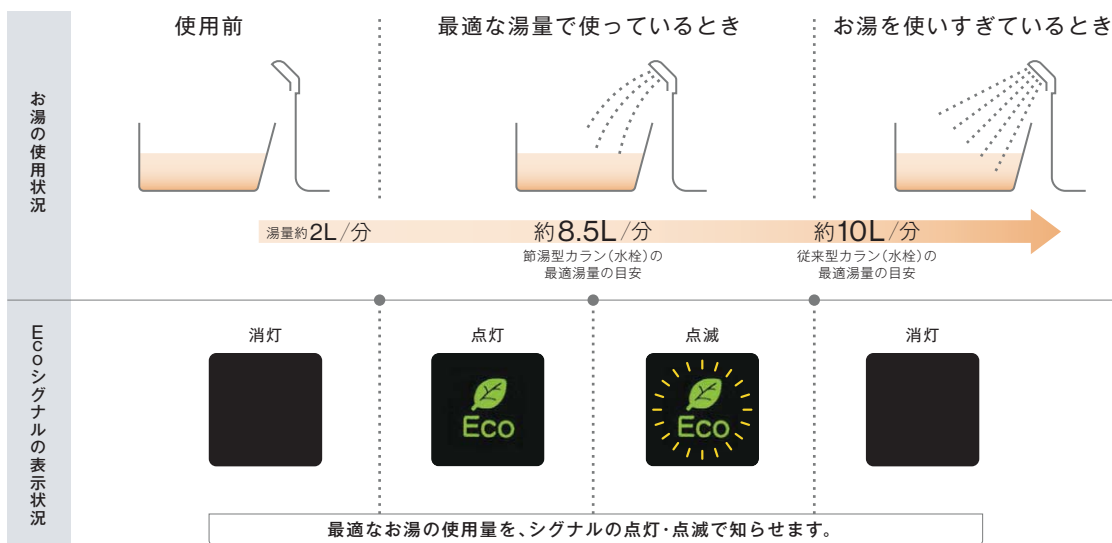 使用前
最適な湯量で使っているとき
お湯を使いすぎているとき
お湯の使用状況
湯量約2L/分
約8.5L/分
約10L/分
節湯型カラン(水栓)の
最適湯量の目安
従来型カラン(水栓)の
最適湯量の目安
Ecoシグナルの表示状況
消灯
点灯
点滅
消灯
Eco
Eco
最適なお湯の使用量を、シグナルの点灯・点滅で知らせます。